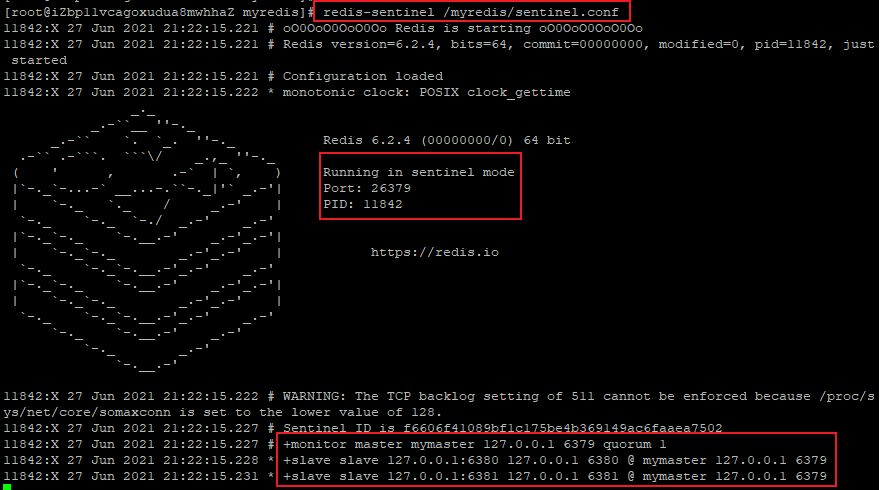 [root@iZbp11vcagoxudua8mwhhaZ myredis]# redis-sentinel /myredis/sentinel.conf
11842:X 27 Jun 2021 21:22:15.221 # oO0OoO0OoO0Oo Redis is starting oO0OoO0OoO0Oo
11842:X 27 Jun 2021 21:22:15.221 # Redis version=6.2.4, bits=64, commit=00000000, modified=0, pid=11842, just
started
11842:X 27 Jun 2021 21:22:15.221 # Configuration loaded
11842:X 27 Jun 2021 21:22:15.222 * monotonic clock: POSIX clock_gettime
Redis 6.2.4 (00000000/0) 64 bit
Running in sentinel mode
Port: 26379
PID: 11842
https://redis.io
11842:X 27 Jun 2021 21:22:15.222 # WARNING: The TCP backlog setting of 511 cannot be enforced because /proc/s
ys/net/core/somaxconn is set to the lower value of 128.
11842:X 27 Jun 2021 21:22:15.227 # Sentinel ID is f6606f41089bf1c175be4b369149ac6faaea7502
11842:X 27 Jun 2021 21:22:15.227 # +monitor master mymaster 127.0.0.1 6379 quorum 1
11842:X 27 Jun 2021 21:22:15.228 * +slave slave 127.0.0.1:6380 127.0.0.1 6380 @ mymaster 127.0.0.1 6379
11842:X 27 Jun 2021 21:22:15.231 * +slave slave 127.0.0.1:6381 127.0.0.1 6381 @ mymaster 127.0.0.1 6379